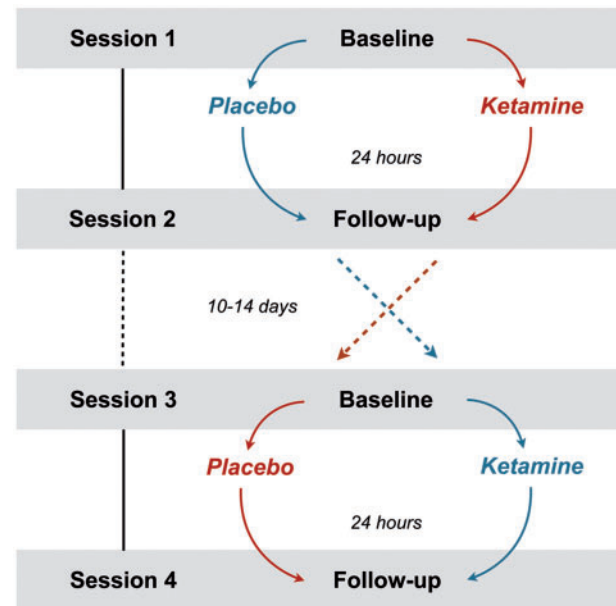 Session 1 Baseline
Placebo Ketamine
24 hours
Session 2 Follow-up
10-14 days
Session 3 Baseline
Placebo Ketamine
24 hours
Session 4 Follow-up